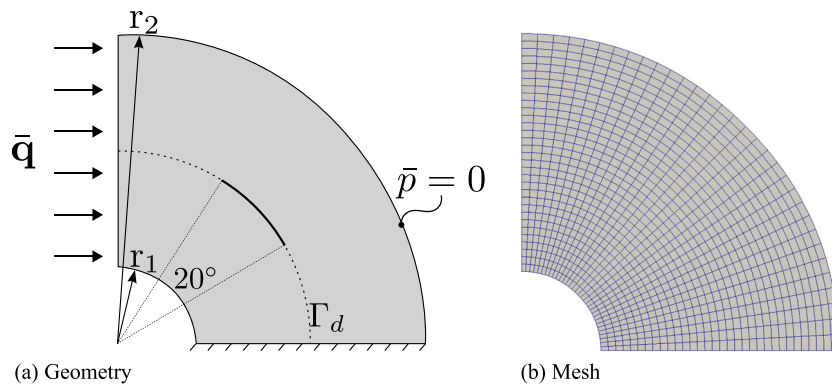 r₂
q̄
p̄ = 0
r₁
20°
Γ_d
(a) Geometry
(b) Mesh